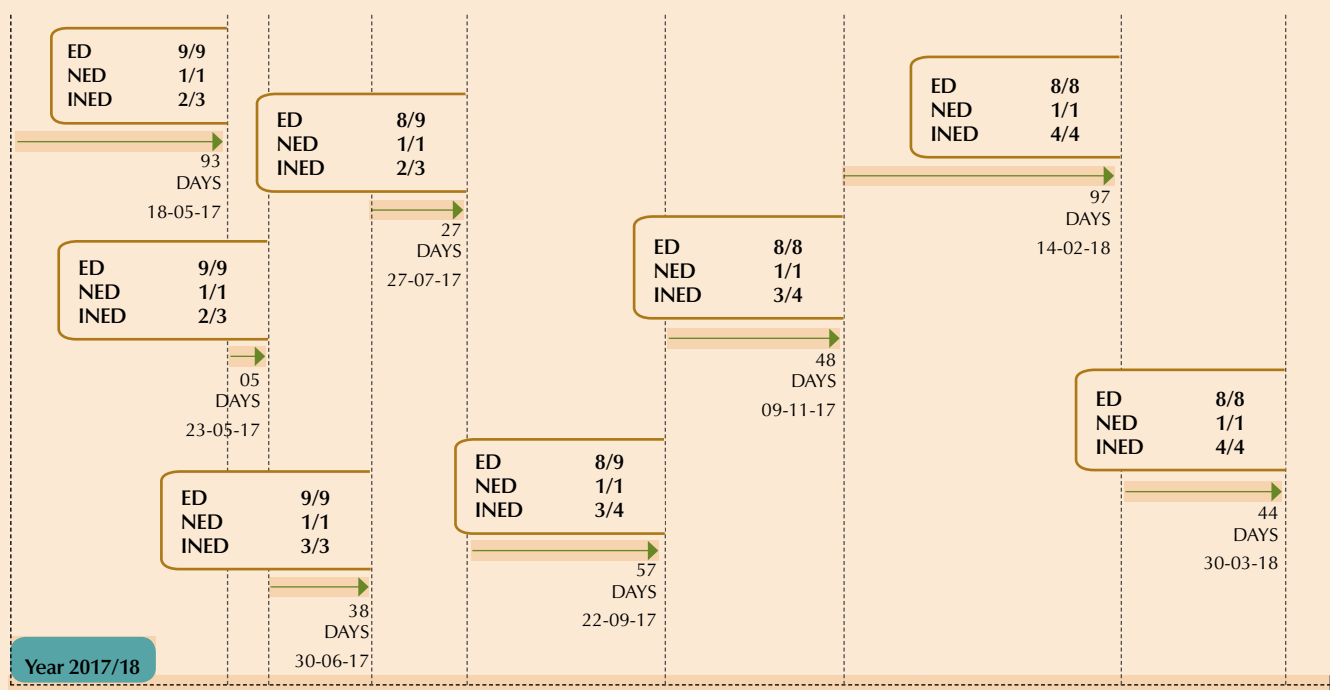 ED 9/9
NED 1/1
INED 2/3
93
DAYS
18-05-17
ED 9/9
NED 1/1
INED 2/3
05
DAYS
23-05-17
ED 9/9
NED 1/1
INED 3/3
38
DAYS
30-06-17
ED 8/9
NED 1/1
INED 2/3
27
DAYS
27-07-17
ED 8/9
NED 1/1
INED 3/4
57
DAYS
22-09-17
ED 8/8
NED 1/1
INED 3/4
48
DAYS
09-11-17
ED 8/8
NED 1/1
INED 4/4
97
DAYS
14-02-18
ED 8/8
NED 1/1
INED 4/4
44
DAYS
30-03-18
Year 2017/18